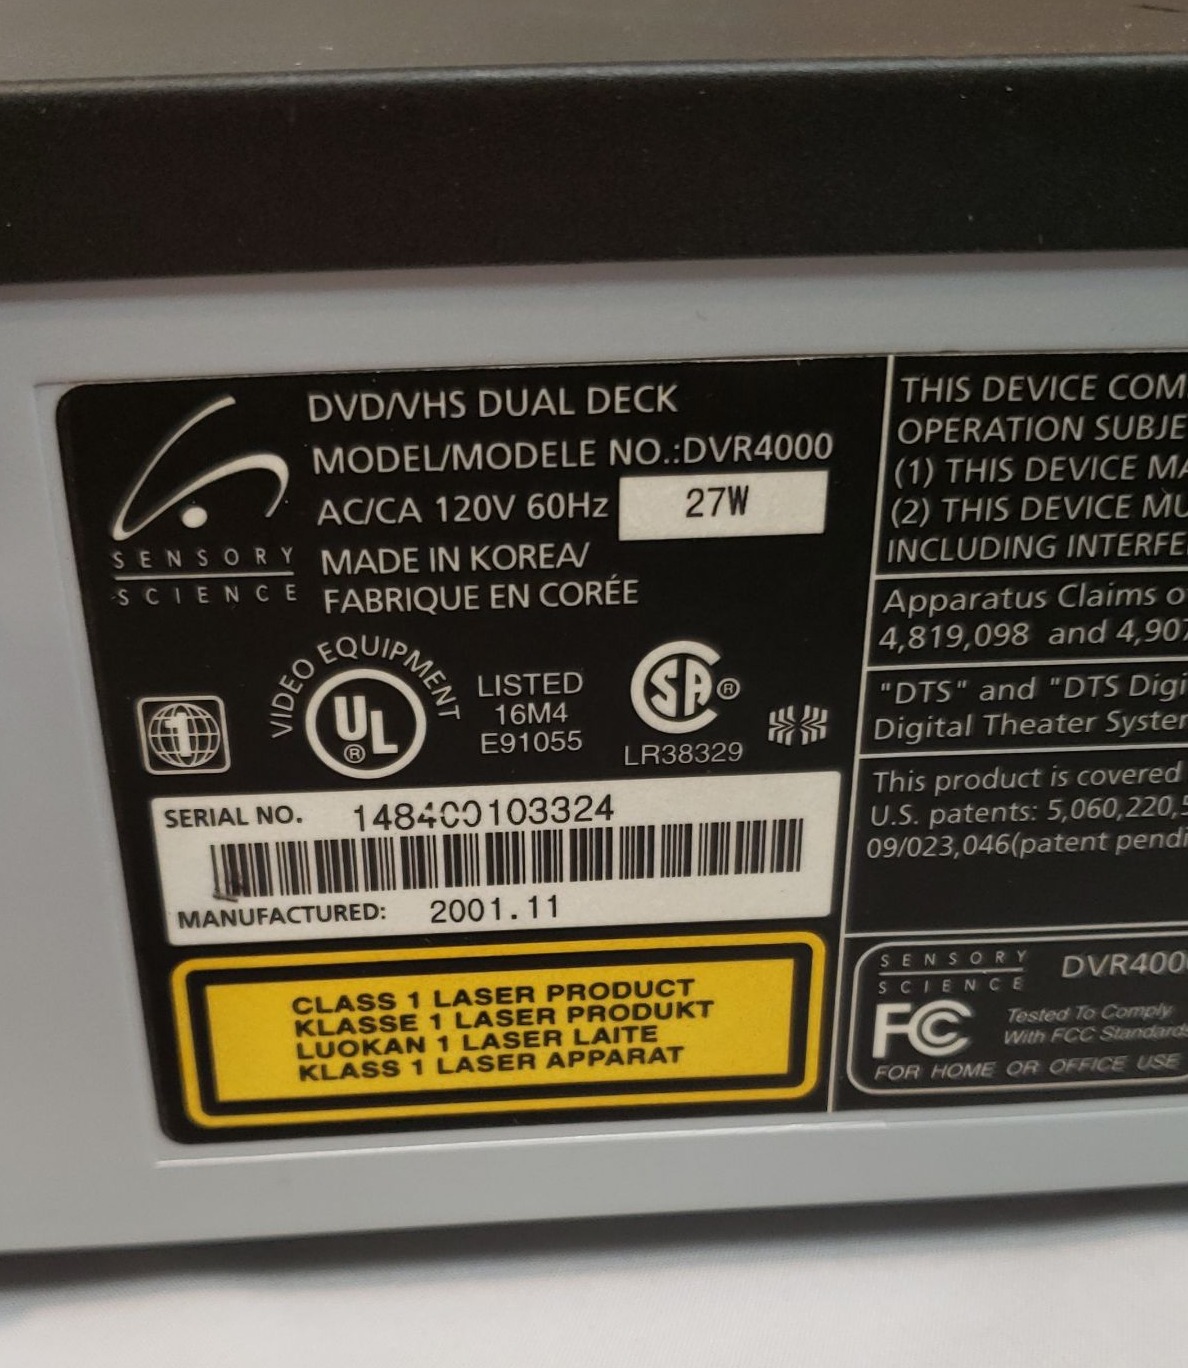 DVD/VHS DUAL DECK
MODEL/MODELE NO.:DVR4000
AC/CA 120V 60Hz 27W
MADE IN KOREA/
FABRIQUE EN CORÉE
SENSORY
SCIENCE
1
VIDEO EQUIPMENT
UL ®
LISTED
16M4
E91055
SA ®
LR38329
SERIAL NO.
MANUFACTURED: 2001.11
CLASS 1 LASER PRODUCT
KLASSE 1 LASER PRODUKT
LUOKAN 1 LASER LAITE
KLASS 1 LASER APPARAT
THIS DEVICE COM
OPERATION SUBJE
(1) THIS DEVICE MA
(2) THIS DEVICE MU
INCLUDING INTERFE
Apparatus Claims o
4,819,098 and 4,907
"DTS" and "DTS Digi
Digital Theater System
This product is covered
U.S. patents: 5,060,220,5
09/023,046(patent pendi
SENSORY
SCIENCE
DVR400
FC
Tested To Comply
With FCC Standards
FOR HOME OR OFFICE USE